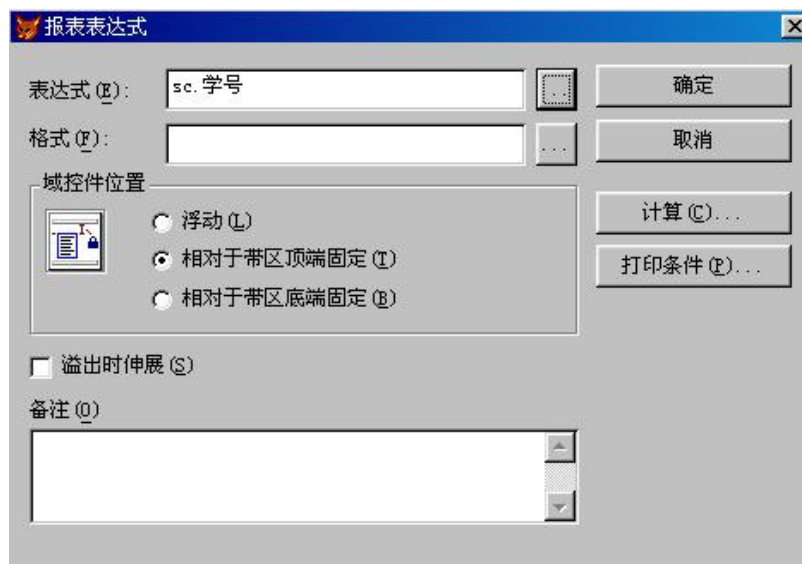 报表表达式
表达式(E): sc.学号 ... 确定
格式(F): ... 取消
域控件位置
浮动(L)
相对于带区顶端固定(T)
相对于带区底端固定(B)
计算(C)...
打印条件(P)...
溢出时伸展(S)
备注(O)